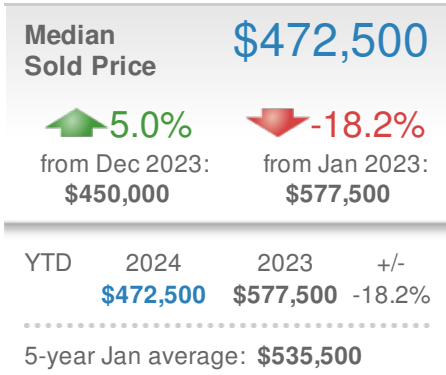 Median
Sold Price
$472,500
5.0%
-18.2%
from Dec 2023:
from Jan 2023:
$450,000
$577,500
YTD 2024 2023 +/-
$472,500 $577,500 -18.2%
5-year Jan average: $535,500